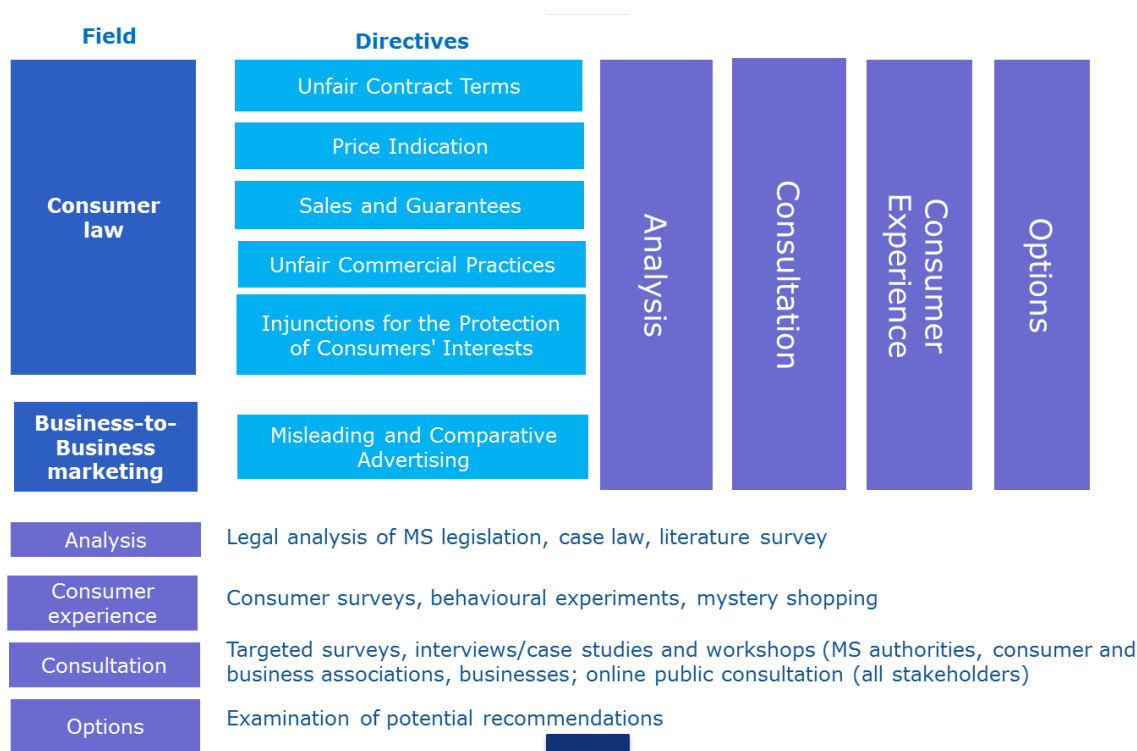 Field
Directives
Consumer
law
Unfair Contract Terms
Price Indication
Sales and Guarantees
Unfair Commercial Practices
Injunctions for the Protection
of Consumers' Interests
Business-to-
Business
marketing
Misleading and Comparative
Advertising
Analysis
Consultation
Consumer
Experience
Options
Analysis
Legal analysis of MS legislation, case law, literature survey
Consumer
experience
Consumer surveys, behavioural experiments, mystery shopping
Consultation
Targeted surveys, interviews/case studies and workshops (MS authorities, consumer and
business associations, businesses; online public consultation (all stakeholders)
Options
Examination of potential recommendations